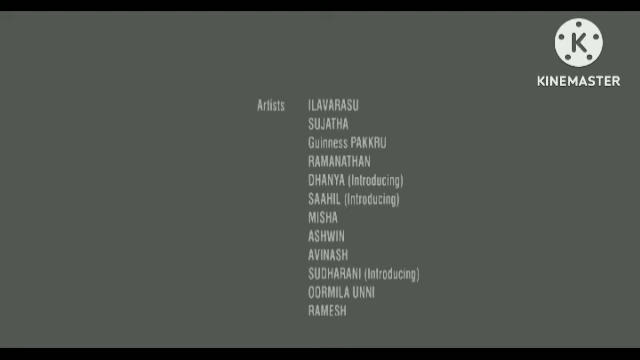 KINEMASTER
Artists ILAVARASU
SUJATHA
Guinness PAKKRU
RAMANATHAN
DHANYA (Introducing)
SAAHIL (Introducing)
MISHA
ASHWIN
AVINASH
SUDHARANI (Introducing)
OORMILA UNNI
RAMESH